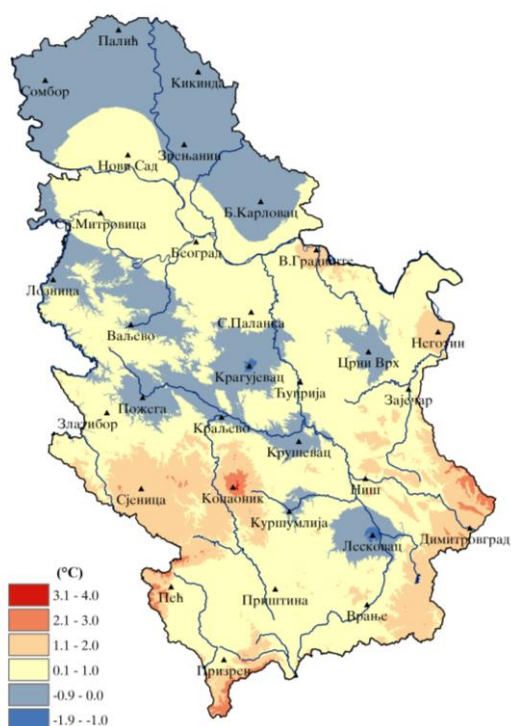 Палић
Кикинда
Сомбор
Зрењанин
Нови Сад
Б.Карловац
Ср.Митровица
Београд
В.Градиште
Лозница
С.Паланка
Неготин
Ваљево
Црни Врх
Крагујевац
Ћуприја
Зајечар
Пожега
Златибор
Краљево
Крушевац
Ниш
Сјеница
Копаоник
Куршумлија
Димитровград
Лесковац
(°C)
3.1 - 4.0
Пећ
Приштина
2.1 - 3.0
Врање
1.1 - 2.0
0.1 - 1.0
Призрен
-0.9 - 0.0
-1.9 - -1.0